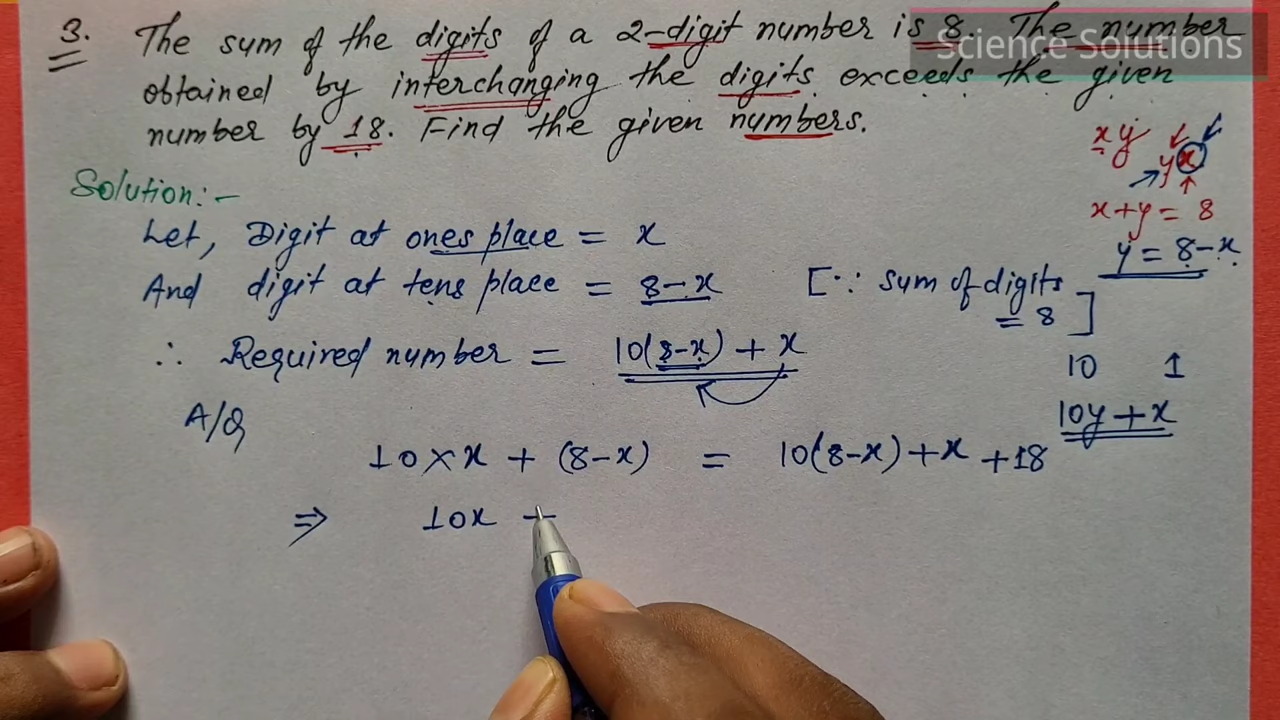 3. The sum of the digits of a 2-digit number is 8. The number
Science Solutions
obtained by interchanging the digits exceeds the given
number by 18. Find the given numbers.
xy
yx
x+y = 8
y = 8-x
Solution:-
Let, Digit at ones place = x
And digit at tens place = 8-x [∵ sum of digits
= 8 ]
∴ Required number = 10(8-x) + x
10 1
10y + x
A/Q
10×x + (8-x) = 10(8-x)+x +18
⇒ 10x +